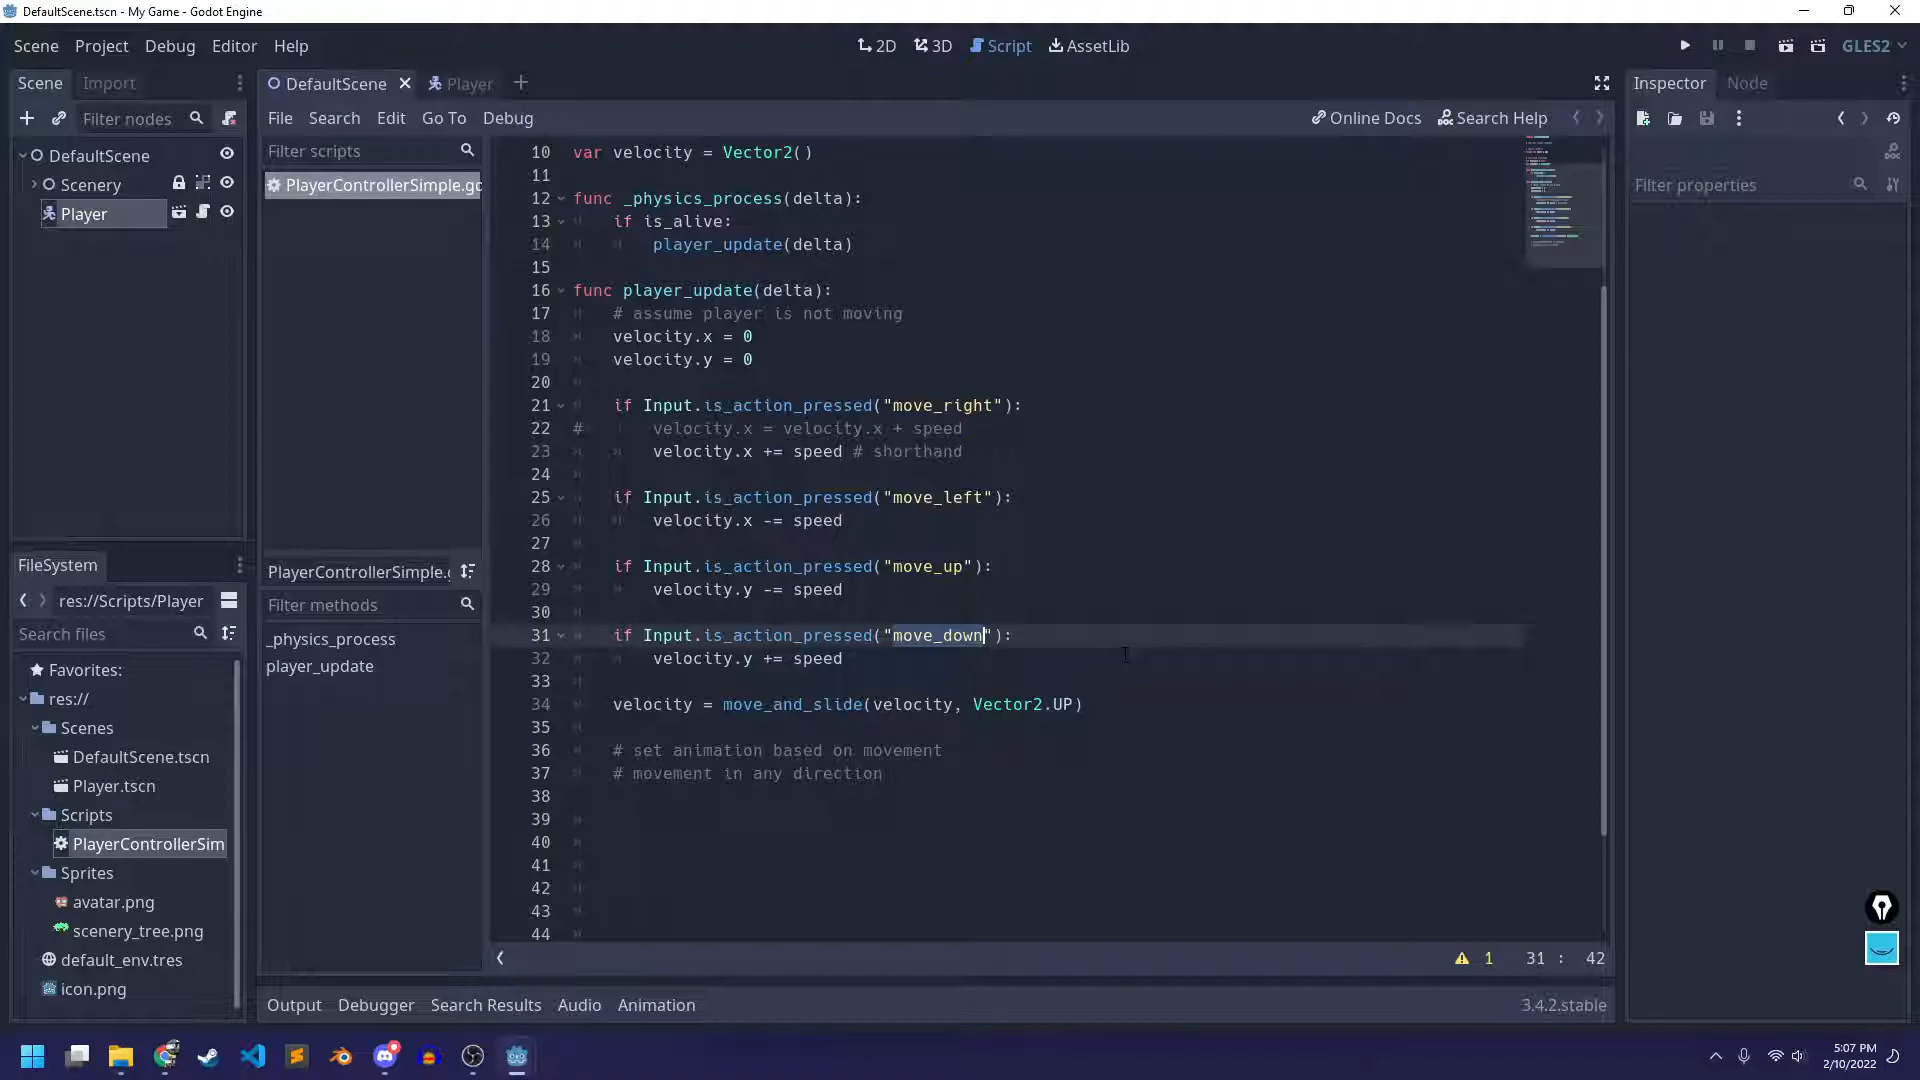 DefaultScene.tscn - My Game - Godot Engine
Scene Project Debug Editor Help
2D 3D Script AssetLib
GLES2
Scene Import
DefaultScene
Player
Inspector Node
Filter nodes
File Search Edit Go To Debug
Online Docs Search Help
DefaultScene
Scenery
Player
Filter scripts
PlayerControllerSimple.gc
Filter properties
10 var velocity = Vector2()
11
12 func _physics_process(delta):
13 if is_alive:
14 player_update(delta)
15
16 func player_update(delta):
17 # assume player is not moving
18 velocity.x = 0
19 velocity.y = 0
20
21 if Input.is_action_pressed("move_right"):
22 # velocity.x = velocity.x + speed
23 velocity.x += speed # shorthand
24
25 if Input.is_action_pressed("move_left"):
26 velocity.x -= speed
27
28 if Input.is_action_pressed("move_up"):
29 velocity.y -= speed
30
31 if Input.is_action_pressed("move_down"):
32 velocity.y += speed
33
34 velocity = move_and_slide(velocity, Vector2.UP)
35
36 # set animation based on movement
37 # movement in any direction
38
39
40
41
42
43
44
PlayerControllerSimple.
Filter methods
_physics_process
player_update
FileSystem
res://Scripts/Player
Search files
Favorites:
res://
Scenes
DefaultScene.tscn
Player.tscn
Scripts
PlayerControllerSim
Sprites
avatar.png
scenery_tree.png
default_env.tres
icon.png
1 31 : 42
Output Debugger Search Results Audio Animation
3.4.2.stable
5:07 PM
2/10/2022